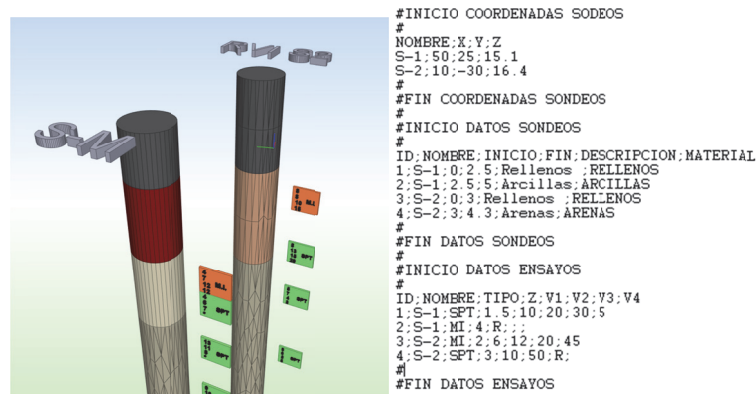 #INICIO COORDENADAS SODEOS
#
NOMBRE;X;Y;Z
S-1;50;25;15.1
S-2;10;-30;16.4
#
#FIN COORDENADAS SONDEOS
#
#INICIO DATOS SONDEOS
#
ID;NOMBRE;INICIO;FIN;DESCRIPCION;MATERIAL
1;S-1;0;2.5;Rellenos ;RELLENOS
2;S-1;2.5;5;Arcillas;ARCILLAS
3;S-2;0;3;Rellenos ;RELLENOS
4;S-2;3;4.3;Arenas;ARENAS
#
#FIN DATOS SONDEOS
#
#INICIO DATOS ENSAYOS
#
ID;NOMBRE;TIPO;Z;V1;V2;V3;V4
1;S-1;SPT;1.5;10;20;30;5
2;S-1;MI;4;R;;;
3;S-2;MI;2;6;12;20;45
4;S-2;SPT;3;10;50;R;
#
#FIN DATOS ENSAYOS
M.I.
SPT
SPT
M.I.
SPT
SPT